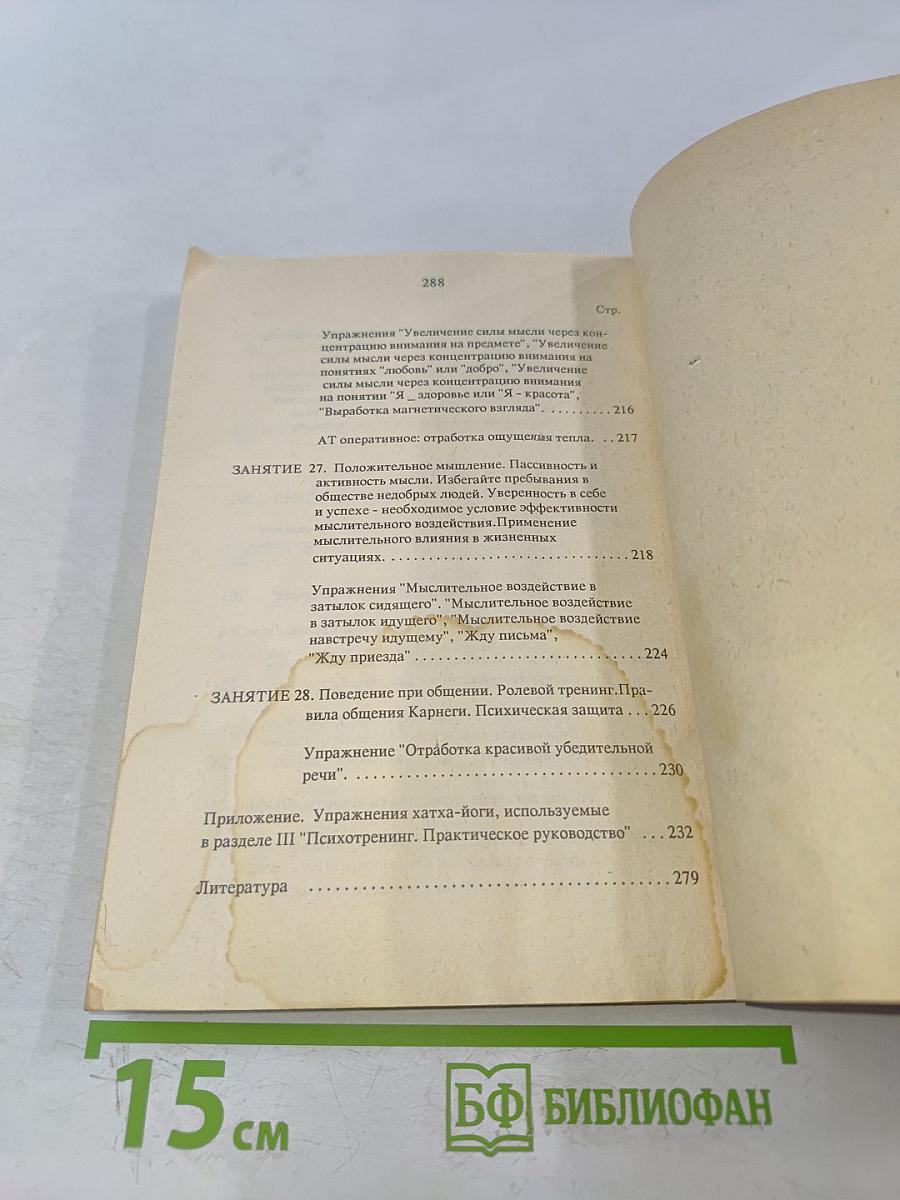 288
Стр.
Упражнения "Увеличение силы мысли через кон-
центрацию внимания на предмете", "Увеличение
силы мысли через концентрацию внимания на
понятиях "любовь" или "добро", "Увеличение
силы мысли через концентрацию внимания
на понятии "Я _ здоровье или "Я - красота",
"Выработка магнетического взгляда". . . . . . . . . . 216
АТ оперативное: отработка ощущения тепла. . . 217
ЗАНЯТИЕ 27. Положительное мышление. Пассивность и
активность мысли. Избегайте пребывания в
обществе недобрых людей. Уверенность в себе
и успехе - необходимое условие эффективности
мыслительного воздействия.Применение
мыслительного влияния в жизненных
ситуациях. . . . . . . . . . . . . . . . . . . . . . . . . . . . . . . 218
Упражнения "Мыслительное воздействие в
затылок сидящего". "Мыслительное воздействие
в затылок идущего", "Мыслительное воздействие
навстречу идущему", "Жду письма",
"Жду приезда" . . . . . . . . . . . . . . . . . . . . . . . . . . . . 224
ЗАНЯТИЕ 28. Поведение при общении. Ролевой тренинг.Пра-
вила общения Карнеги. Психическая защита . . . 226
Упражнение "Отработка красивой убедительной
речи". . . . . . . . . . . . . . . . . . . . . . . . . . . . . . . . . . . . 230
Приложение. Упражнения хатха-йоги, используемые
в разделе III "Психотренинг. Практическое руководство" . . . 232
Литература . . . . . . . . . . . . . . . . . . . . . . . . . . . . . . . . . . . . . . . . 279
15 см
БФ БИБЛИОФАН